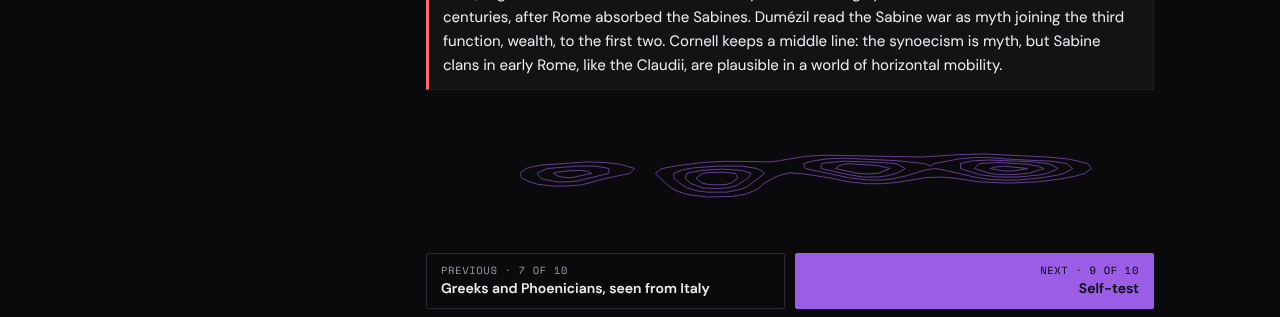 centuries, after Rome absorbed the Sabines. Dumézil read the Sabine war as myth joining the third
function, wealth, to the first two. Cornell keeps a middle line: the synoecism is myth, but Sabine
clans in early Rome, like the Claudii, are plausible in a world of horizontal mobility.
PREVIOUS · 7 OF 10
Greeks and Phoenicians, seen from Italy
NEXT · 9 OF 10
Self-test